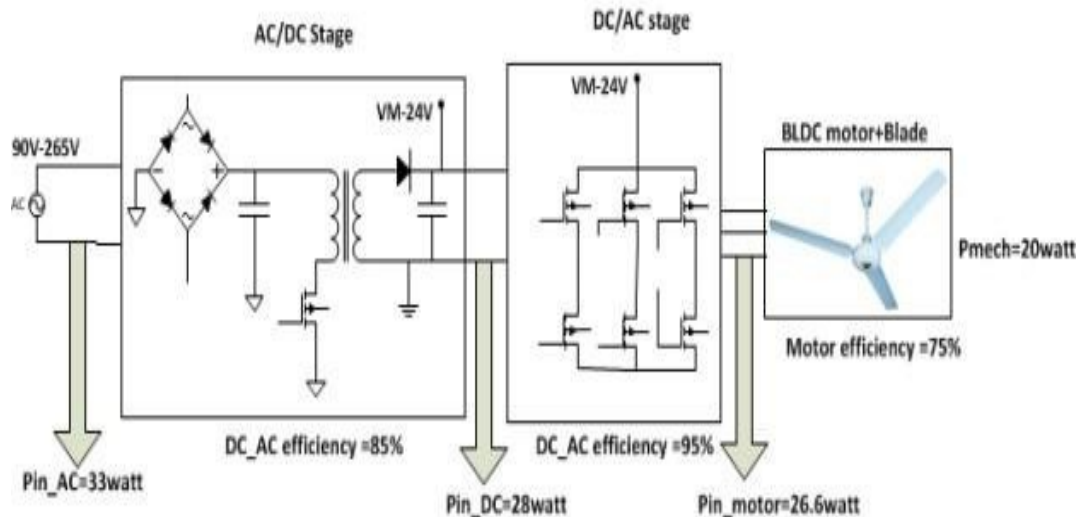 AC/DC Stage
DC/AC stage
VM-24V
VM-24V
90V-265V
BLDC motor+Blade
AC
Pmech=20watt
Motor efficiency =75%
DC_AC efficiency =85%
DC_AC efficiency =95%
Pin_AC=33watt
Pin_DC=28watt
Pin_motor=26.6watt